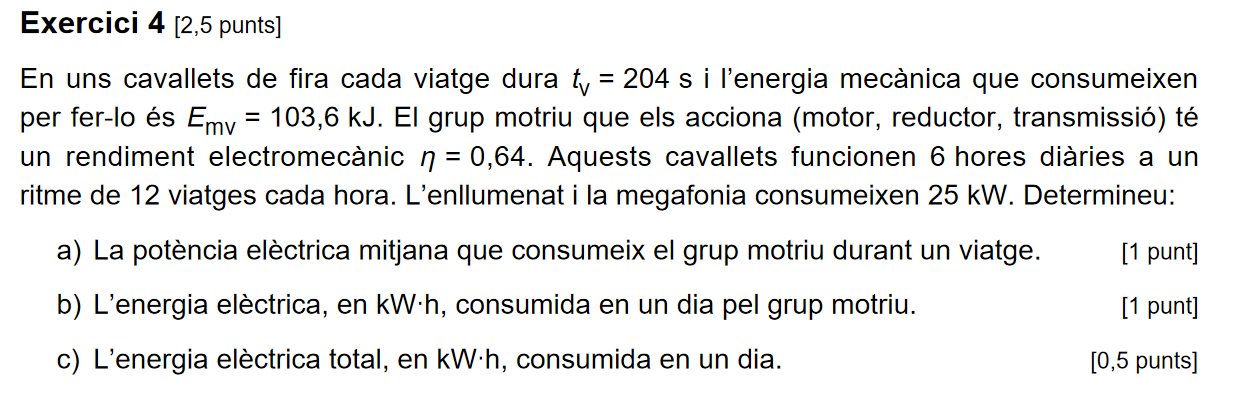 Exercici 4 [2,5 punts]
En uns cavallets de fira cada viatge dura tv = 204 s i l’energia mecànica que consumeixen
per fer-lo és Emv = 103,6 kJ. El grup motriu que els acciona (motor, reductor, transmissió) té
un rendiment electromecànic η = 0,64. Aquests cavallets funcionen 6 hores diàries a un
ritme de 12 viatges cada hora. L’enllumenat i la megafonia consumeixen 25 kW. Determineu:
a) La potència elèctrica mitjana que consumeix el grup motriu durant un viatge. [1 punt]
b) L’energia elèctrica, en kW·h, consumida en un dia pel grup motriu. [1 punt]
c) L’energia elèctrica total, en kW·h, consumida en un dia. [0,5 punts]